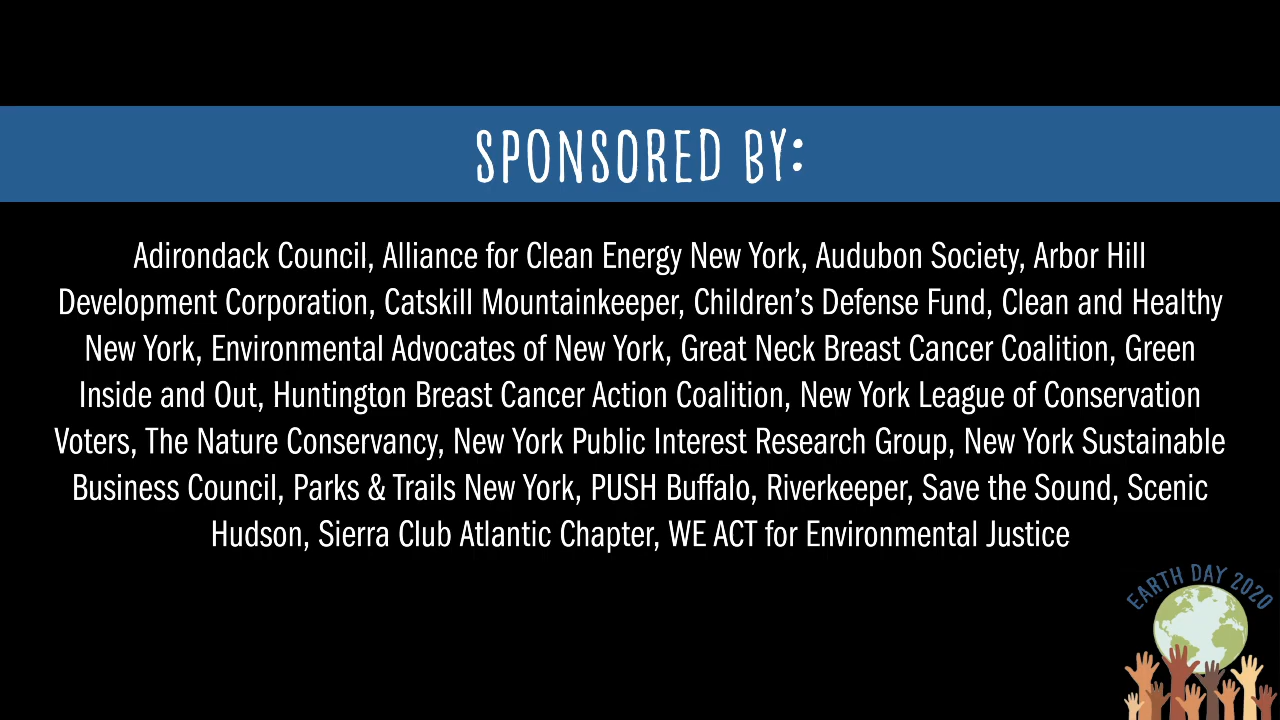 SPONSORED BY:
Adirondack Council, Alliance for Clean Energy New York, Audubon Society, Arbor Hill
Development Corporation, Catskill Mountainkeeper, Children’s Defense Fund, Clean and Healthy
New York, Environmental Advocates of New York, Great Neck Breast Cancer Coalition, Green
Inside and Out, Huntington Breast Cancer Action Coalition, New York League of Conservation
Voters, The Nature Conservancy, New York Public Interest Research Group, New York Sustainable
Business Council, Parks & Trails New York, PUSH Buffalo, Riverkeeper, Save the Sound, Scenic
Hudson, Sierra Club Atlantic Chapter, WE ACT for Environmental Justice
EARTH DAY 2020